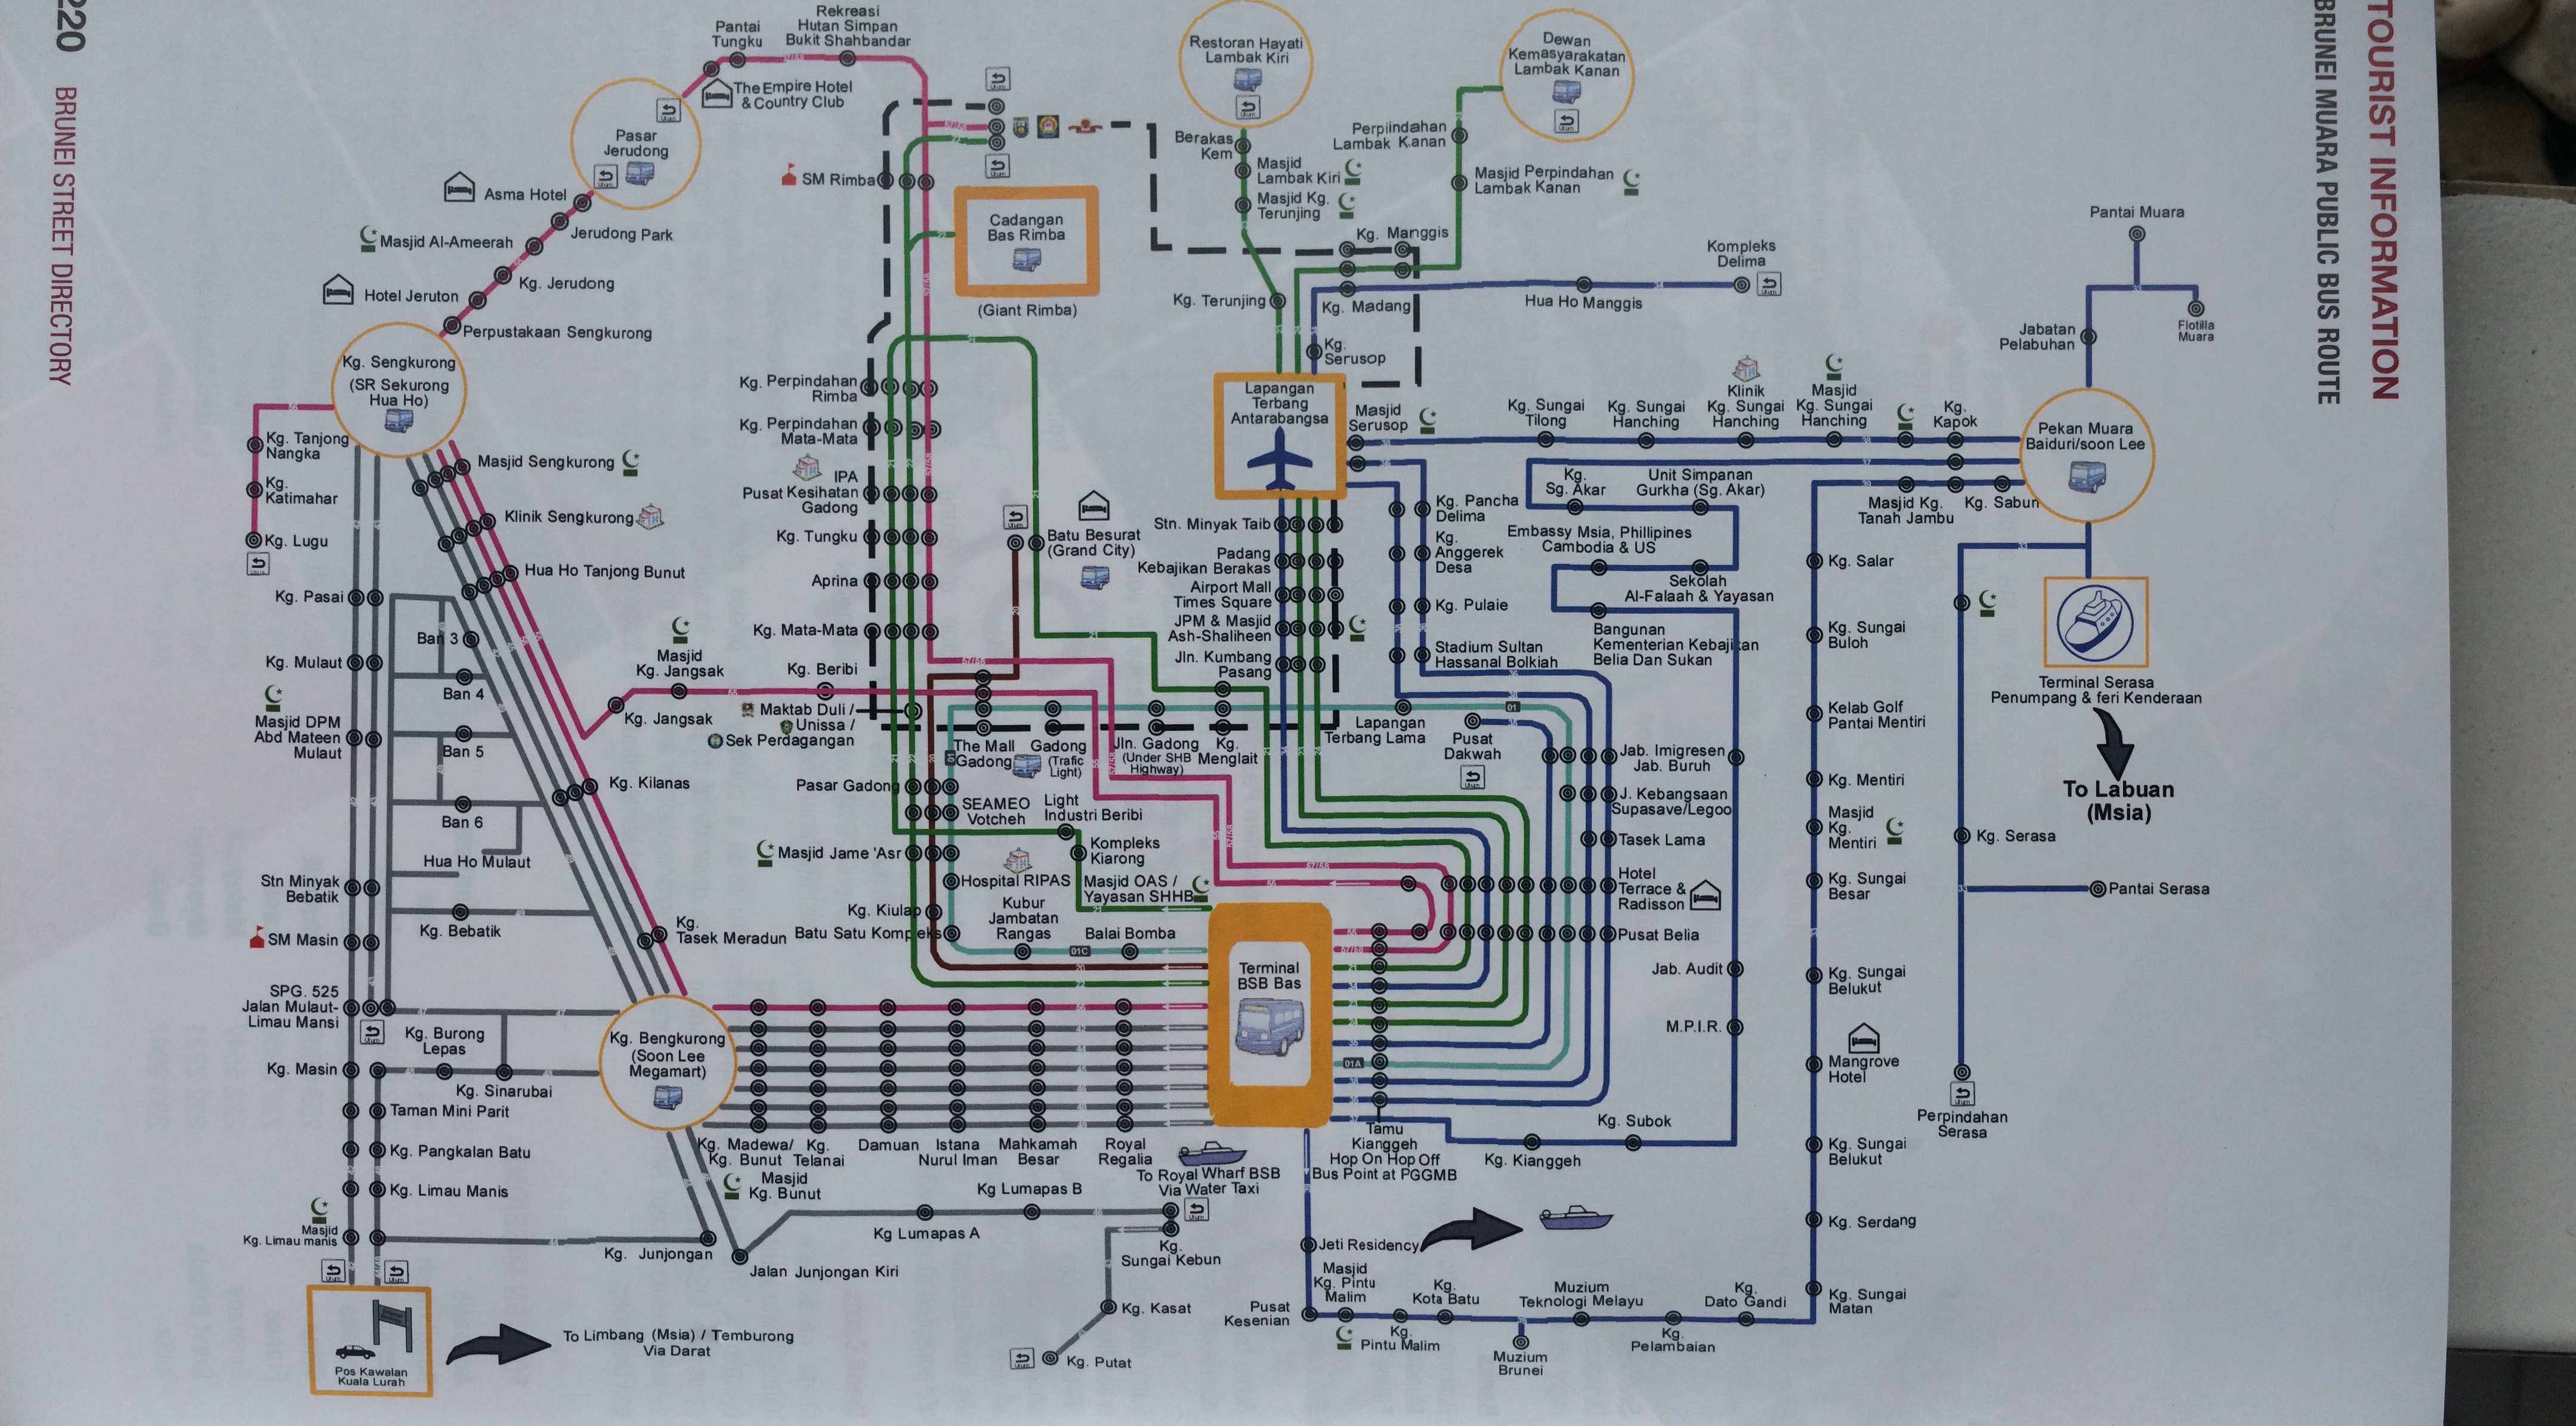 220
BRUNEI STREET DIRECTORY
TOURIST INFORMATION
BRUNEI MUARA PUBLIC BUS ROUTE
Pantai
Tungku
Rekreasi
Hutan Simpan
Bukit Shahbandar
The Empire Hotel
& Country Club
Pasar
Jerudong
Asma Hotel
Jerudong Park
Masjid Al-Ameerah
Kg. Jerudong
Hotel Jeruton
Perpustakaan Sengkurong
Kg. Sengkurong
(SR Sekurong
Hua Ho)
Kg. Tanjong
Nangka
Kg.
Katimahar
Kg. Lugu
Masjid Sengkurong
Klinik Sengkurong
Hua Ho Tanjong Bunut
Kg. Pasai
Ban 3
Kg. Mulaut
Ban 4
Masjid DPM
Abd Mateen
Mulaut
Ban 5
Ban 6
Hua Ho Mulaut
Stn Minyak
Bebatik
Kg. Bebatik
SM Masin
SPG. 525
Jalan Mulaut-
Limau Mansi
Kg. Burong
Lepas
Kg. Masin
Kg. Sinarubai
Taman Mini Parit
Kg. Pangkalan Batu
Kg. Limau Manis
Masjid
Kg. Limau manis
Pos Kawalan
Kuala Lurah
To Limbang (Msia) / Temburong
Via Darat
Kg. Kilanas
Kg.
Tasek Meradun
Kg. Bengkurong
(Soon Lee
Megamart)
Kg. Junjongan
Jalan Junjongan Kiri
Masjid
Kg. Bunut
Kg. Madewa/
Kg. Bunut
Kg.
Telanai
Damuan
Istana
Nurul Iman
Mahkamah
Besar
Royal
Regalia
Kg Lumapas A
Kg Lumapas B
Kg.
Sungai Kebun
Kg. Kasat
Kg. Putat
To Royal Wharf BSB
Via Water Taxi
Masjid
Kg. Jangsak
Kg. Jangsak
Kg. Beribi
SM Rimba
Cadangan
Bas Rimba
(Giant Rimba)
Kg. Perpindahan
Rimba
Kg. Perpindahan
Mata-Mata
IPA
Pusat Kesihatan
Gadong
Kg. Tungku
Aprina
Kg. Mata-Mata
Maktab Duli /
Unissa /
Sek Perdagangan
Batu Besurat
(Grand City)
The Mall
Gadong
Gadong
(Trafic
Light)
Jln. Gadong
(Under SHB
Highway)
Kg.
Menglait
Pasar Gadong
SEAMEO
Votcheh
Light
Industri Beribi
Masjid Jame 'Asr
Kompleks
Kiarong
Hospital RIPAS
Masjid OAS /
Yayasan SHHB
Kg. Kiulap
Kubur
Jambatan
Rangas
Batu Satu Kompleks
Balai Bomba
01C
01
01
01A
57/58
57/58
57/58
Terminal
BSB Bas
Restoran Hayati
Lambak Kiri
Berakas
Kem
Masjid
Lambak Kiri
Masjid Kg.
Terunjing
Kg. Terunjing
Dewan
Kemasyarakatan
Lambak Kanan
Perpiindahan
Lambak Kanan
Masjid Perpindahan
Lambak Kanan
Kg. Manggis
Kg. Madang
Hua Ho Manggis
Kompleks
Delima
Kg.
Serusop
Lapangan
Terbang
Antarabangsa
Masjid
Serusop
Kg. Sungai
Tilong
Kg. Sungai
Hanching
Klinik
Kg. Sungai
Hanching
Masjid
Kg. Sungai
Hanching
Kg.
Kapok
Pekan Muara
Baiduri/soon Lee
Pantai Muara
Jabatan
Pelabuhan
Flotilla
Muara
Stn. Minyak Taib
Padang
Kebajikan Berakas
Airport Mall
Times Square
JPM & Masjid
Ash-Shaliheen
Jln. Kumbang
Pasang
Kg. Pancha
Delima
Kg.
Anggerek
Desa
Kg. Pulaie
Stadium Sultan
Hassanal Bolkiah
Kg.
Sg. Akar
Unit Simpanan
Gurkha (Sg. Akar)
Embassy Msia, Phillipines
Cambodia & US
Sekolah
Al-Falaah & Yayasan
Bangunan
Kementerian Kebajikan
Belia Dan Sukan
Lapangan
Terbang Lama
Pusat
Dakwah
Jab. Imigresen
Jab. Buruh
J. Kebangsaan
Supasave/Legoo
Tasek Lama
Hotel
Terrace &
Radisson
Pusat Belia
Jab. Audit
M.P.I.R.
Kg. Subok
Kg. Kianggeh
Tamu
Kianggeh
Hop On Hop Off
Bus Point at PGGMB
Jeti Residency
Masjid
Kg. Pintu
Malim
Pusat
Kesenian
Kg.
Pintu Malim
Kg.
Kota Batu
Muzium
Brunei
Muzium
Teknologi Melayu
Kg.
Pelambaian
Kg.
Dato Gandi
Masjid Kg.
Tanah Jambu
Kg. Sabun
Kg. Salar
Kg. Sungai
Buloh
Kelab Golf
Pantai Mentiri
Kg. Mentiri
Masjid
Kg.
Mentiri
Kg. Sungai
Besar
Kg. Sungai
Belukut
Mangrove
Hotel
Kg. Sungai
Belukut
Kg. Serdang
Kg. Sungai
Matan
Terminal Serasa
Penumpang & feri Kenderaan
To Labuan
(Msia)
Kg. Serasa
Pantai Serasa
Perpindahan
Serasa